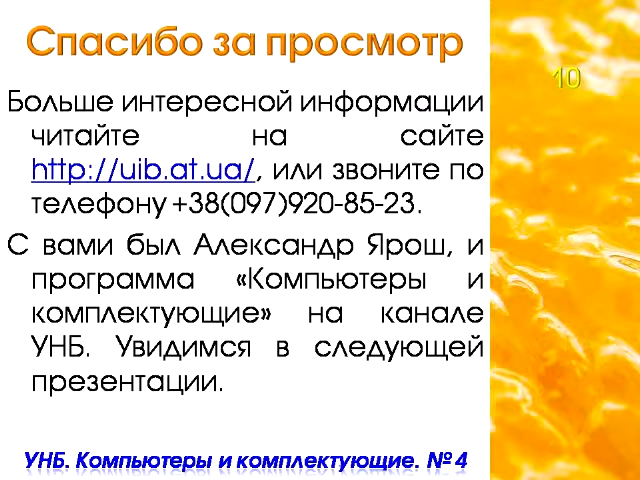 Спасибо за просмотр
10
Больше интересной информации
читайте на сайте
http://uib.at.ua/, или звоните по
телефону +38(097)920-85-23.
С вами был Александр Ярош, и
программа «Компьютеры и
комплектующие» на канале
УНБ. Увидимся в следующей
презентации.
УНБ. Компьютеры и комплектующие. №4